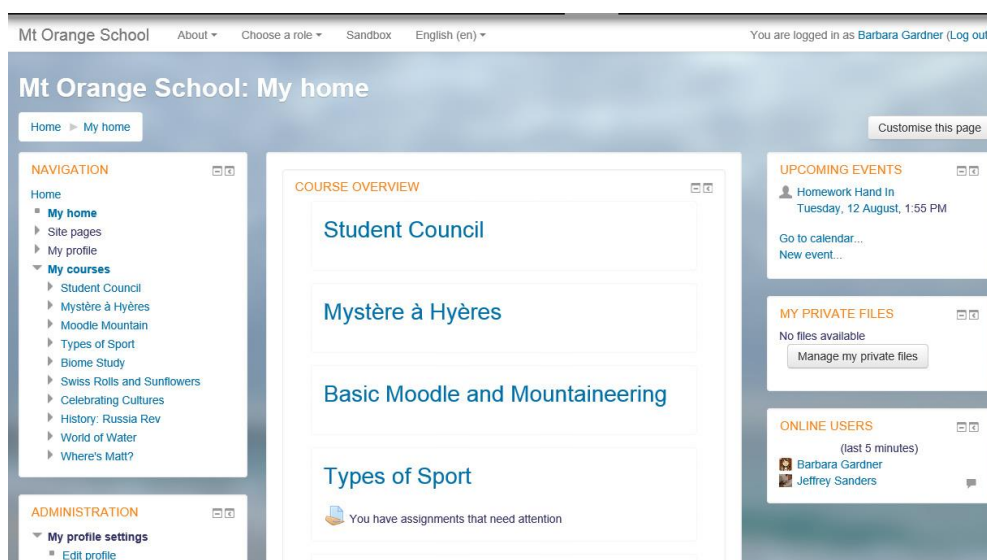 Mt Orange School About Choose a role Sandbox English (en) You are logged in as Barbara Gardner (Log out
Mt Orange School: My home
Home My home
Customise this page
NAVIGATION
Home
My home
Site pages
My profile
My courses
Student Council
Mystère à Hyères
Moodle Mountain
Types of Sport
Biome Study
Swiss Rolls and Sunflowers
Celebrating Cultures
History: Russia Rev
World of Water
Where's Matt?
ADMINISTRATION
My profile settings
Edit profile
COURSE OVERVIEW
Student Council
Mystère à Hyères
Basic Moodle and Mountaineering
Types of Sport
You have assignments that need attention
UPCOMING EVENTS
Homework Hand In
Tuesday, 12 August, 1:55 PM
Go to calendar...
New event...
MY PRIVATE FILES
No files available
Manage my private files
ONLINE USERS
(last 5 minutes)
Barbara Gardner
Jeffrey Sanders